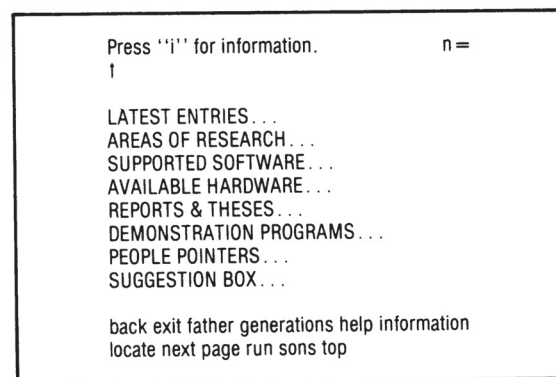 Press ‘‘i’’ for information. n=
↑
LATEST ENTRIES...
AREAS OF RESEARCH...
SUPPORTED SOFTWARE...
AVAILABLE HARDWARE...
REPORTS & THESES...
DEMONSTRATION PROGRAMS...
PEOPLE POINTERS...
SUGGESTION BOX...
back exit father generations help information
locate next page run sons top